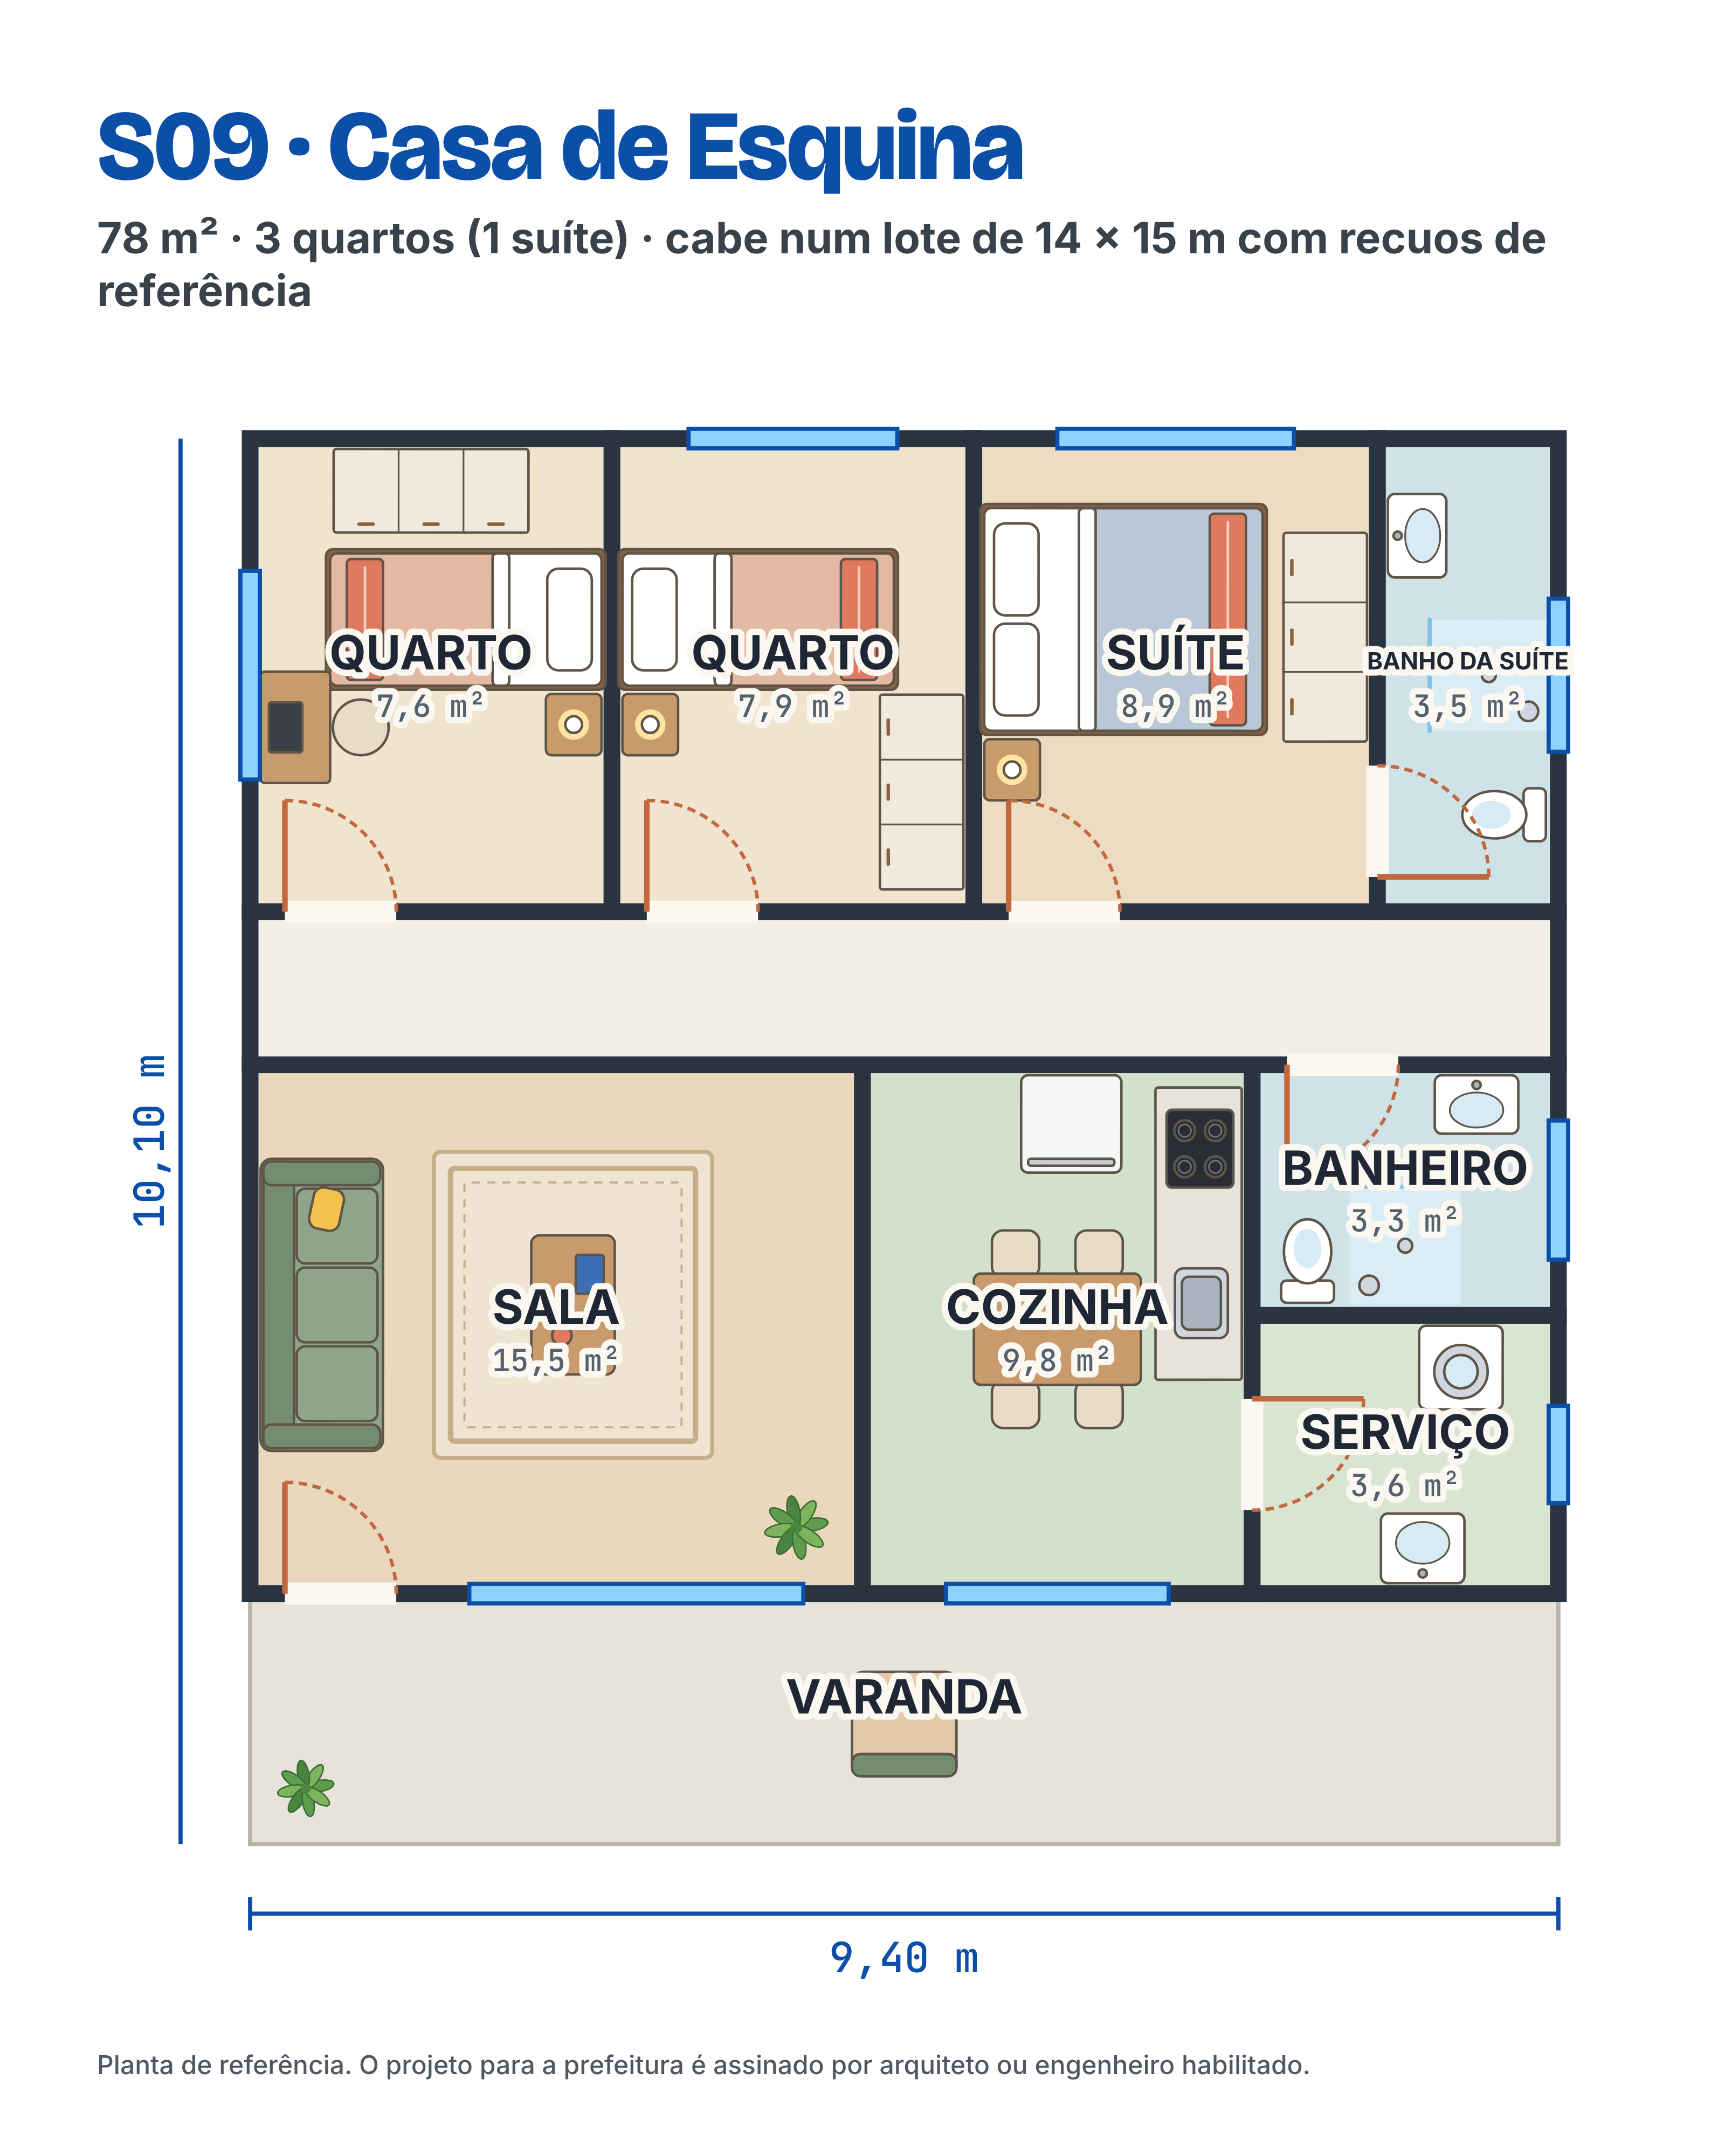 S09 · Casa de Esquina
78 m² · 3 quartos (1 suíte) · cabe num lote de 14 × 15 m com recuos de
referência
QUARTO
7,6 m²
QUARTO
7,9 m²
SUÍTE
8,9 m²
BANHO DA SUÍTE
3,5 m²
10,10 m
SALA
15,5 m²
COZINHA
9,8 m²
BANHEIRO
3,3 m²
SERVIÇO
3,6 m²
VARANDA
9,40 m
Planta de referência. O projeto para a prefeitura é assinado por arquiteto ou engenheiro habilitado.